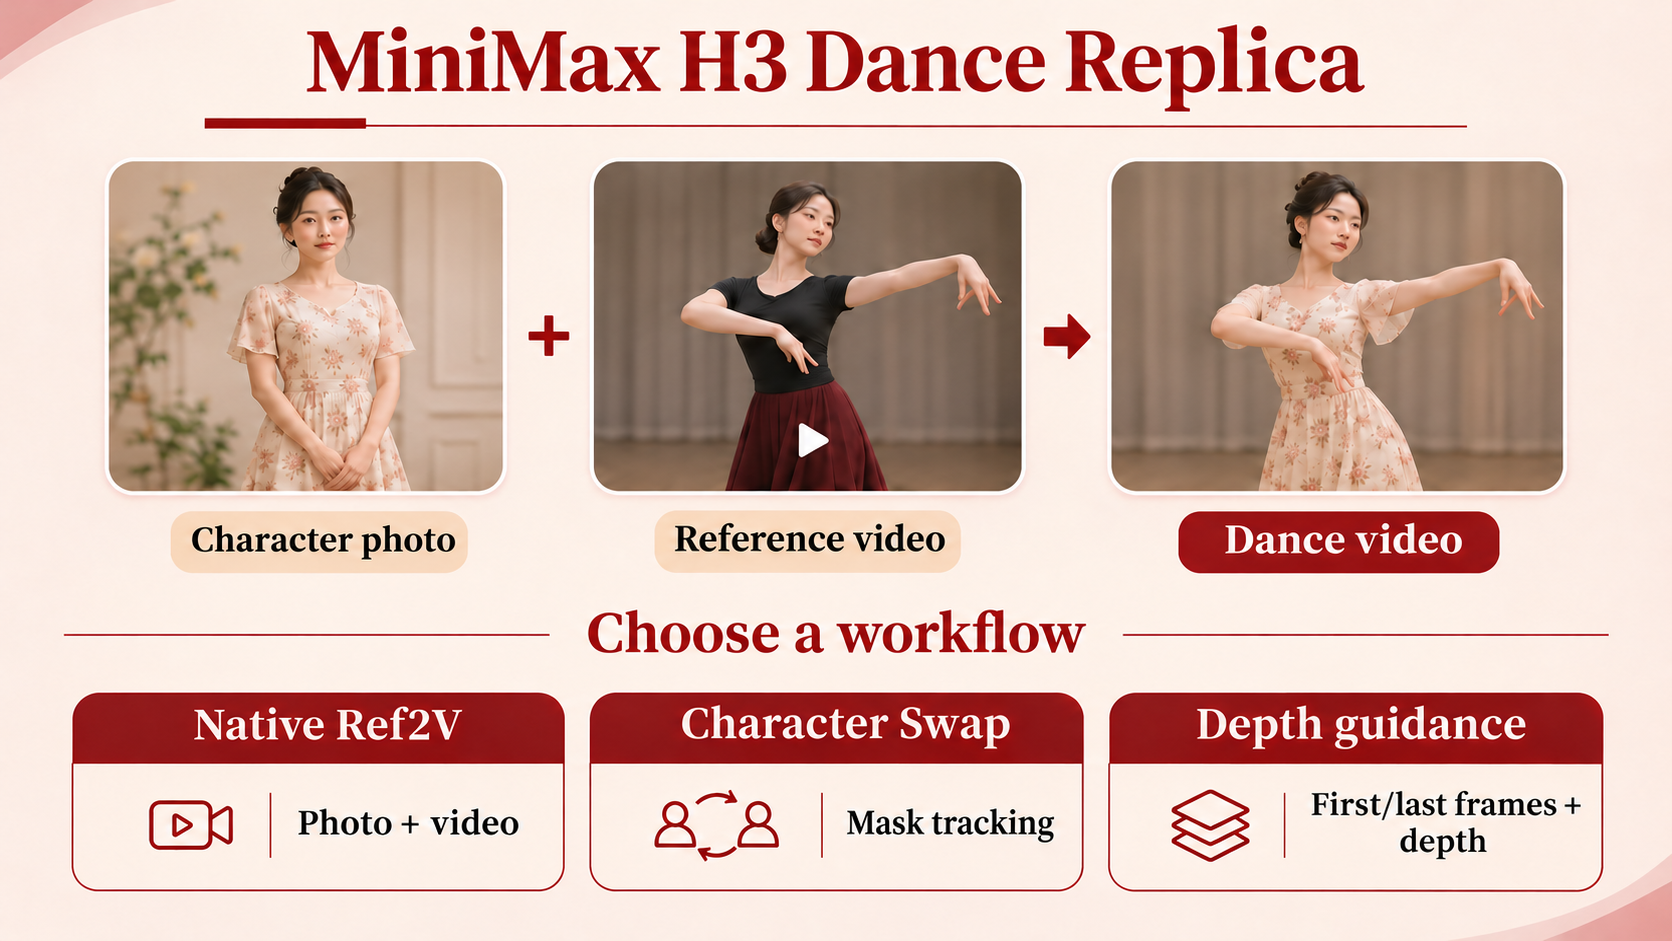 MiniMax H3 Dance Replica
Character photo
Reference video
Dance video
Choose a workflow
Native Ref2V
Photo + video
Character Swap
Mask tracking
Depth guidance
First/last frames +
depth